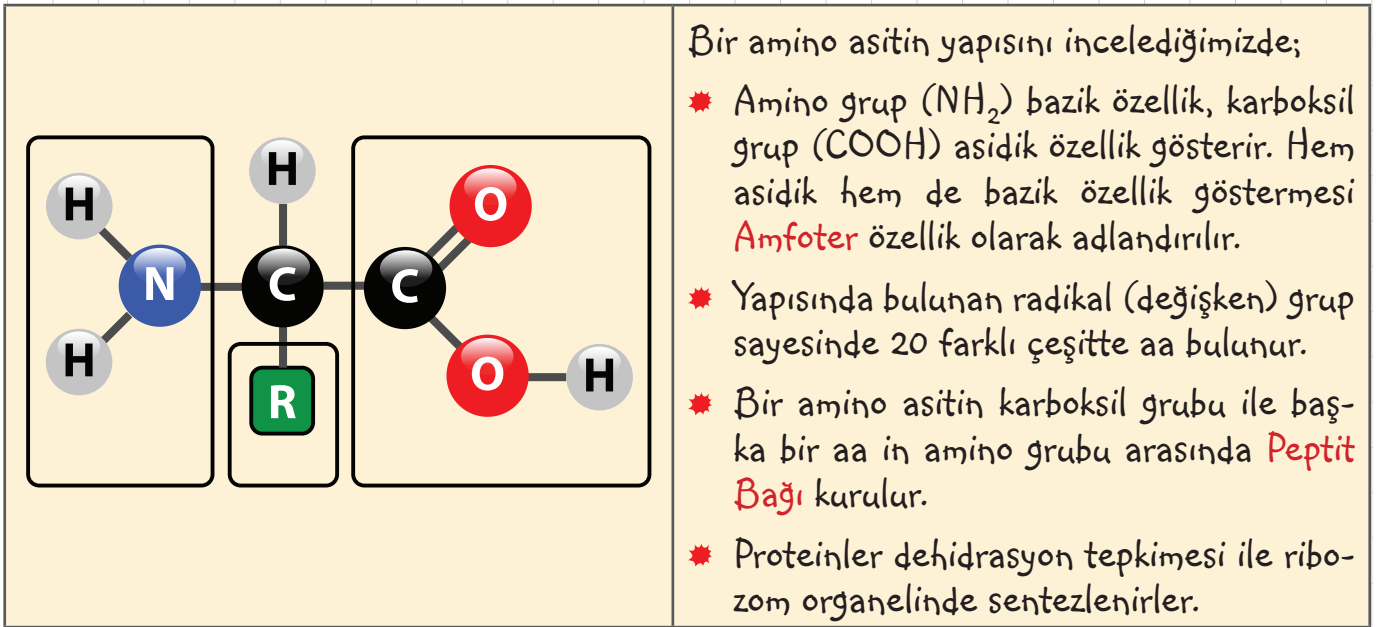 H
H
O
N
C
C
H
R
O
H
Bir amino asitin yapısını incelediğimizde;
Amino grup (NH₂) bazik özellik, karboksil
grup (COOH) asidik özellik gösterir. Hem
asidik hem de bazik özellik göstermesi
Amfoter özellik olarak adlandırılır.
Yapısında bulunan radikal (değişken) grup
sayesinde 20 farklı çeşitte aa bulunur.
Bir amino asitin karboksil grubu ile baş-
ka bir aa in amino grubu arasında Peptit
Bağı kurulur.
Proteinler dehidrasyon tepkimesi ile ribo-
zom organelinde sentezlenirler.